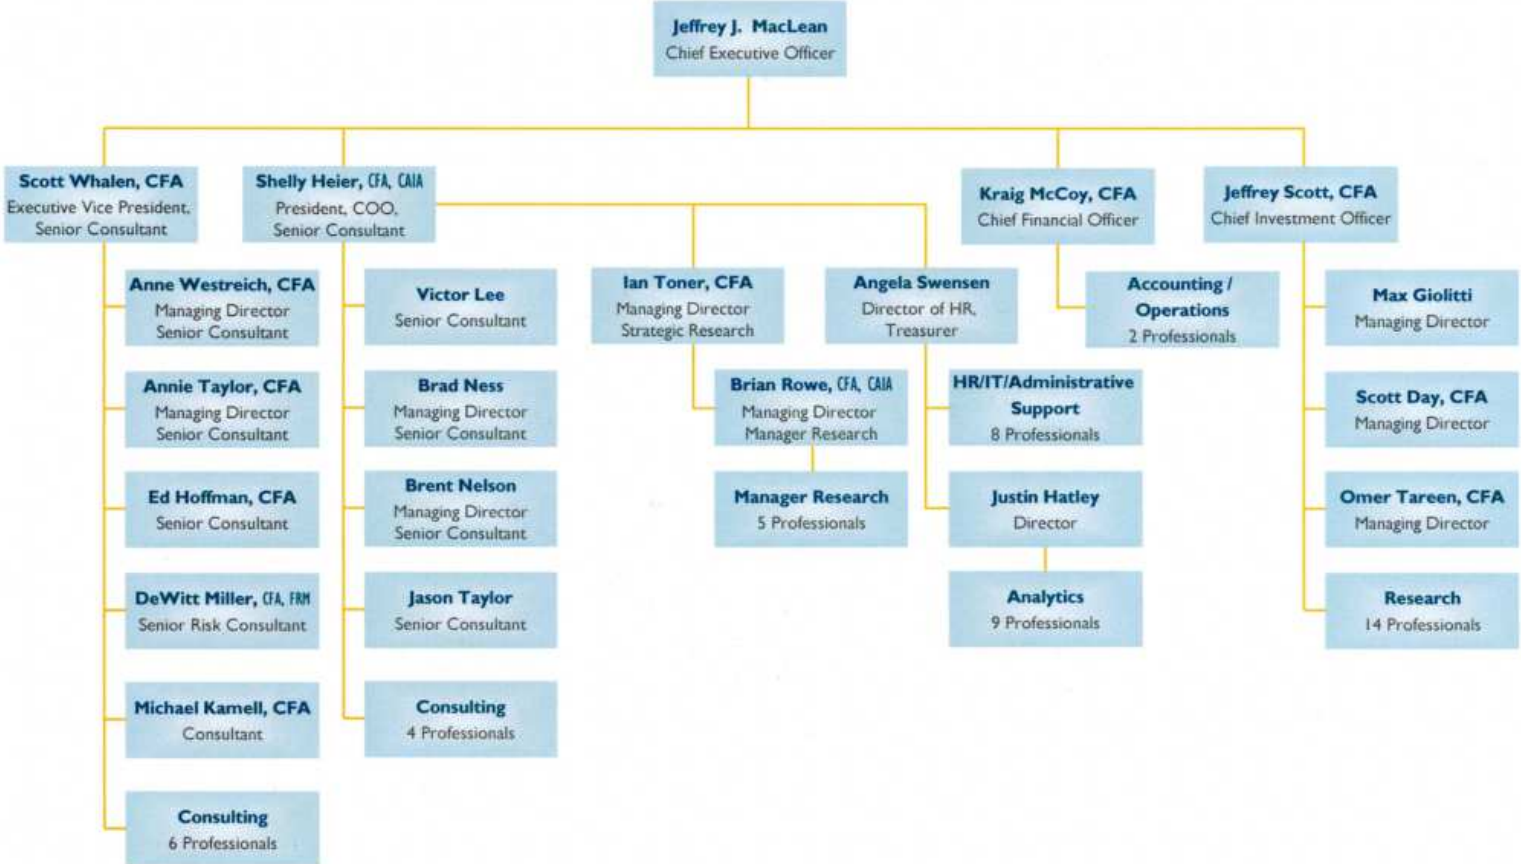 Jeffrey J. MacLean
Chief Executive Officer
Scott Whalen, CFA
Executive Vice President,
Senior Consultant
Shelly Heier, CFA, CAIA
President, COO,
Senior Consultant
Kraig McCoy, CFA
Chief Financial Officer
Jeffrey Scott, CFA
Chief Investment Officer
Anne Westreich, CFA
Managing Director
Senior Consultant
Annie Taylor, CFA
Managing Director
Senior Consultant
Ed Hoffman, CFA
Senior Consultant
DeWitt Miller, CFA, FRM
Senior Risk Consultant
Michael Kamell, CFA
Consultant
Consulting
6 Professionals
Victor Lee
Senior Consultant
Brad Ness
Managing Director
Senior Consultant
Brent Nelson
Managing Director
Senior Consultant
Jason Taylor
Senior Consultant
Consulting
4 Professionals
Ian Toner, CFA
Managing Director
Strategic Research
Brian Rowe, CFA, CAIA
Managing Director
Manager Research
Manager Research
5 Professionals
Angela Swensen
Director of HR,
Treasurer
HR/IT/Administrative
Support
8 Professionals
Justin Hatley
Director
Analytics
9 Professionals
Accounting /
Operations
2 Professionals
Max Giolitti
Managing Director
Scott Day, CFA
Managing Director
Omer Tareen, CFA
Managing Director
Research
14 Professionals